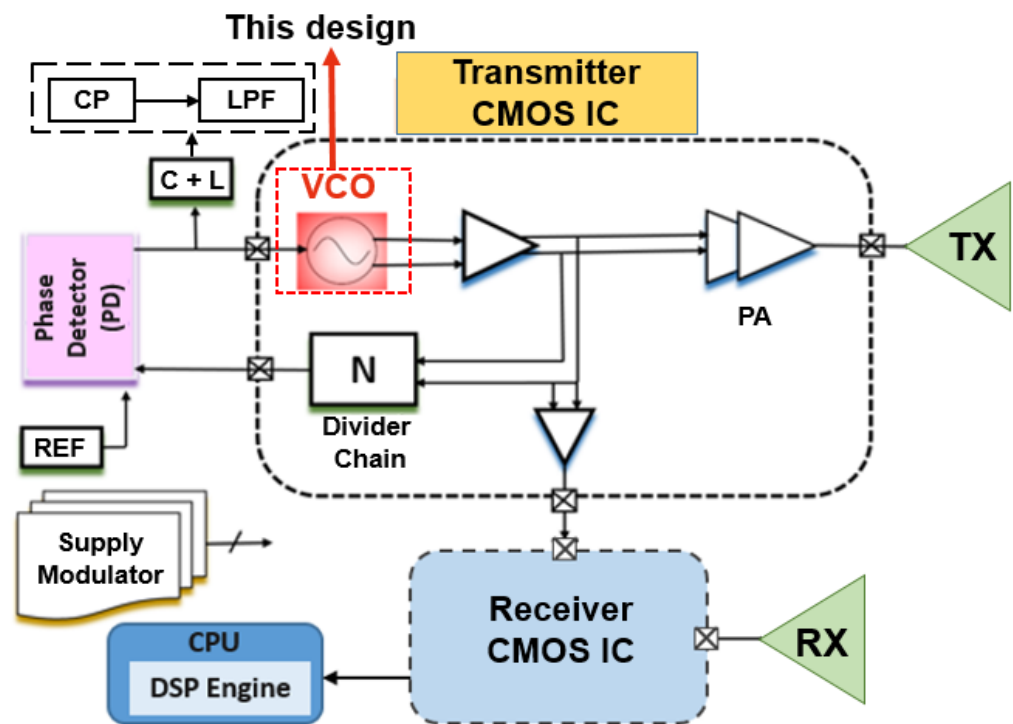 This design
Transmitter
CMOS IC
CP
LPF
C + L
VCO
Phase
Detector
(PD)
TX
PA
N
Divider
Chain
REF
Supply
Modulator
Receiver
CMOS IC
RX
CPU
DSP Engine